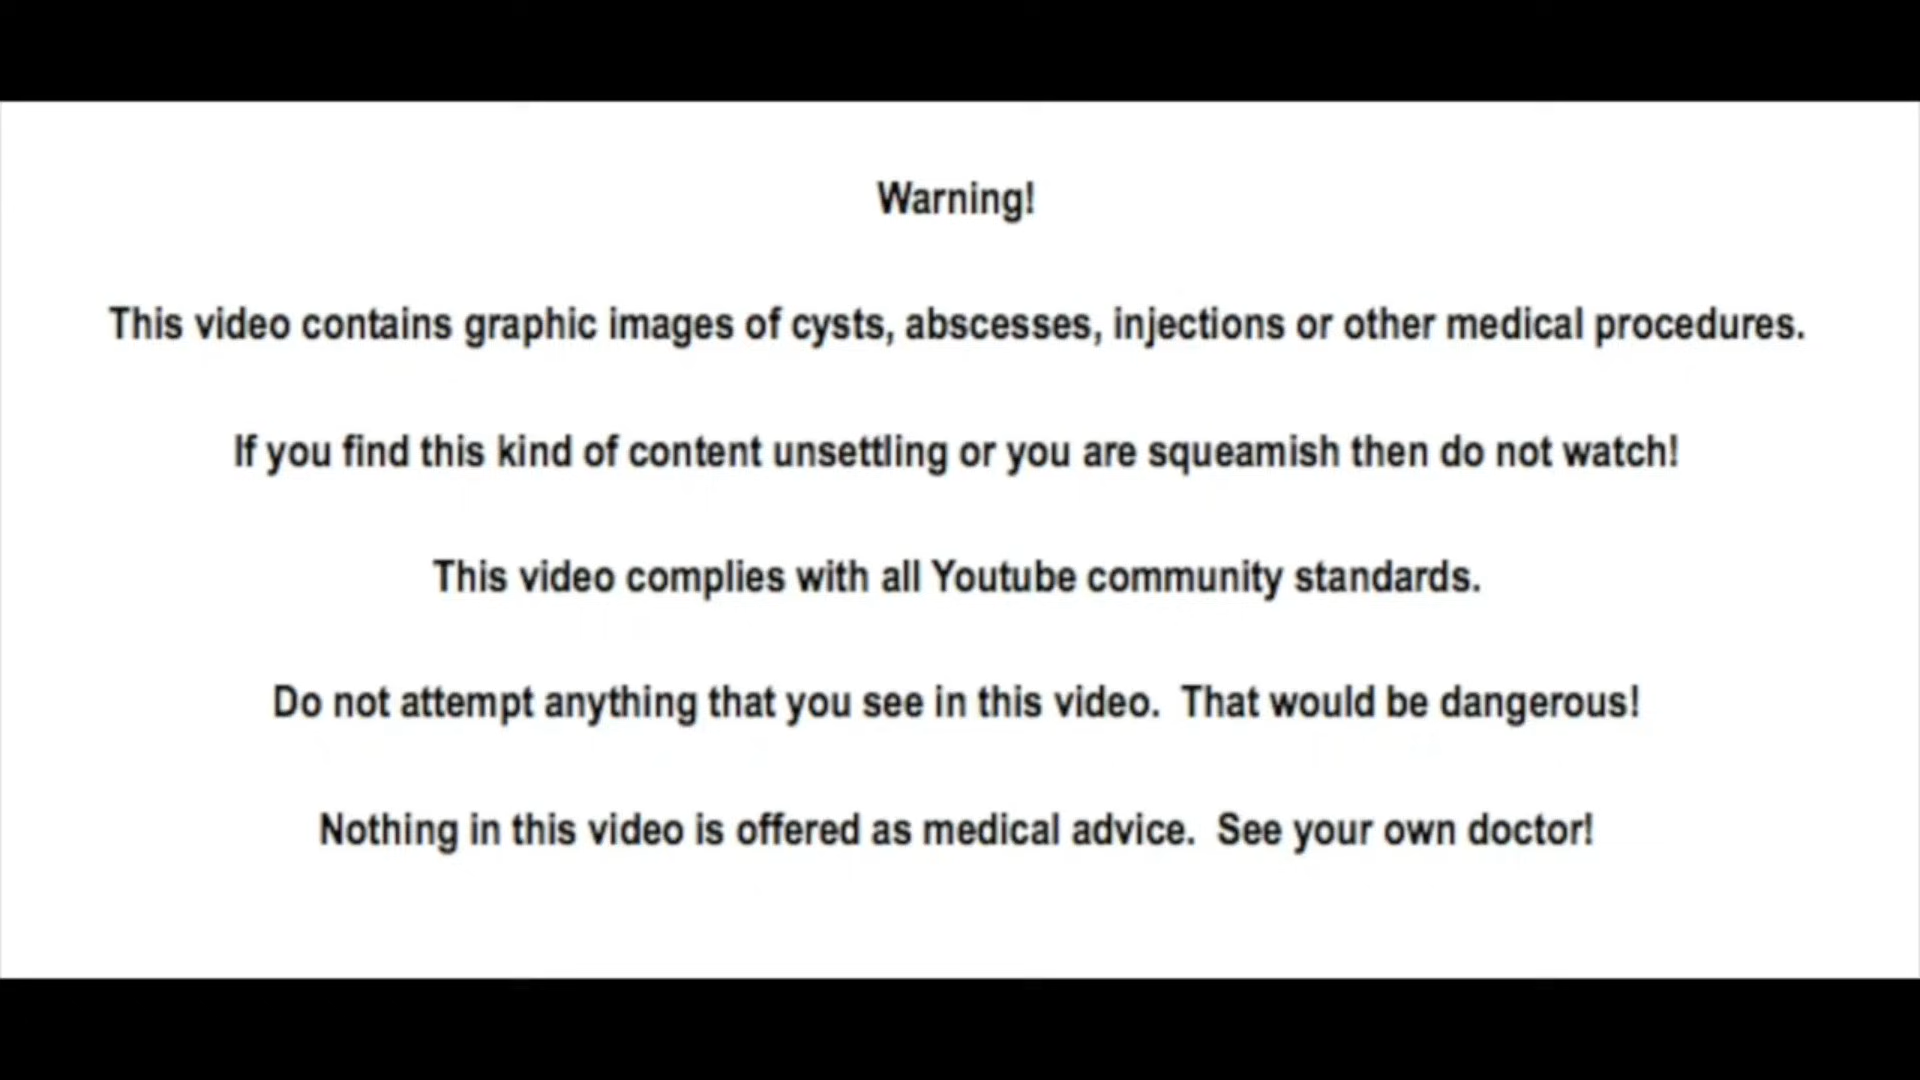 Warning!
This video contains graphic images of cysts, abscesses, injections or other medical procedures.
If you find this kind of content unsettling or you are squeamish then do not watch!
This video complies with all Youtube community standards.
Do not attempt anything that you see in this video.  That would be dangerous!
Nothing in this video is offered as medical advice.  See your own doctor!